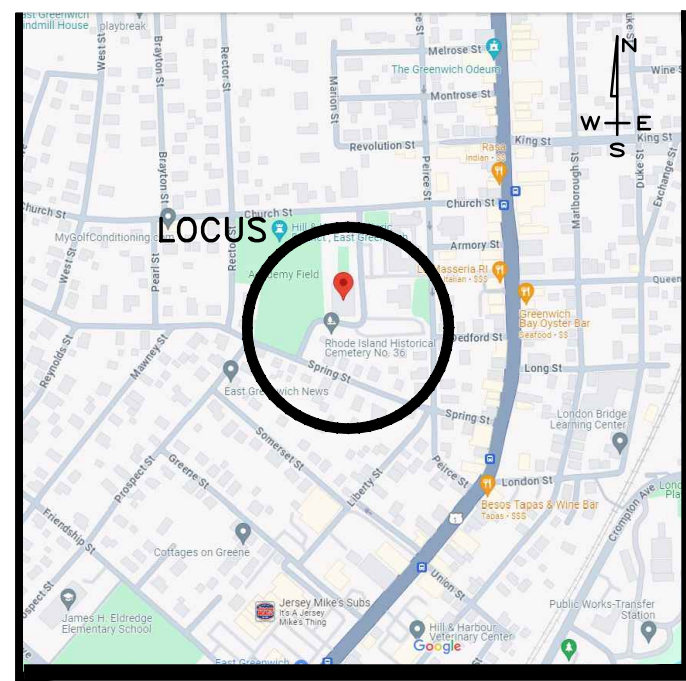 East Greenwich
Windmill House
playbreak
West St
Brayton St
Rector St
Marion St
Melrose St
The Greenwich Odeum
N
W
E
S
Wine S
Montrose St
King St
King St
Revolution St
Rasa
Indian · $$
Peirce St
Marlborough St
Duke St
Exchange St
Brayton St
Church St
Church St
Church St
LOCUS
MyGolfConditioning
West St
Pearl St
Armory St
La Masseria RI
Italian · $$$
Academy Field
Queen
Greenwich
Bay Oyster Bar
Seafood · $$
Rhode Island Historical
Cemetery No. 36
Dedford St
Reynolds St
Mawney St
Spring St
Long St
East Greenwich News
Spring St
London Bridge
Learning Center
Somerset St
Peirce St
Prospect St
Greene St
Liberty St
London St
Besos Tapas & Wine Bar
Tapas · $$$
Crompton Ave
Friendship St
1
Cottages on Greene
Union St
Jersey Mike's Subs
It's A Jersey
Mike's Thing
James H. Eldredge
Elementary School
Public Works-Transfer
Station
Hill & Harbour
Veterinary Center
Google
East Greenwich